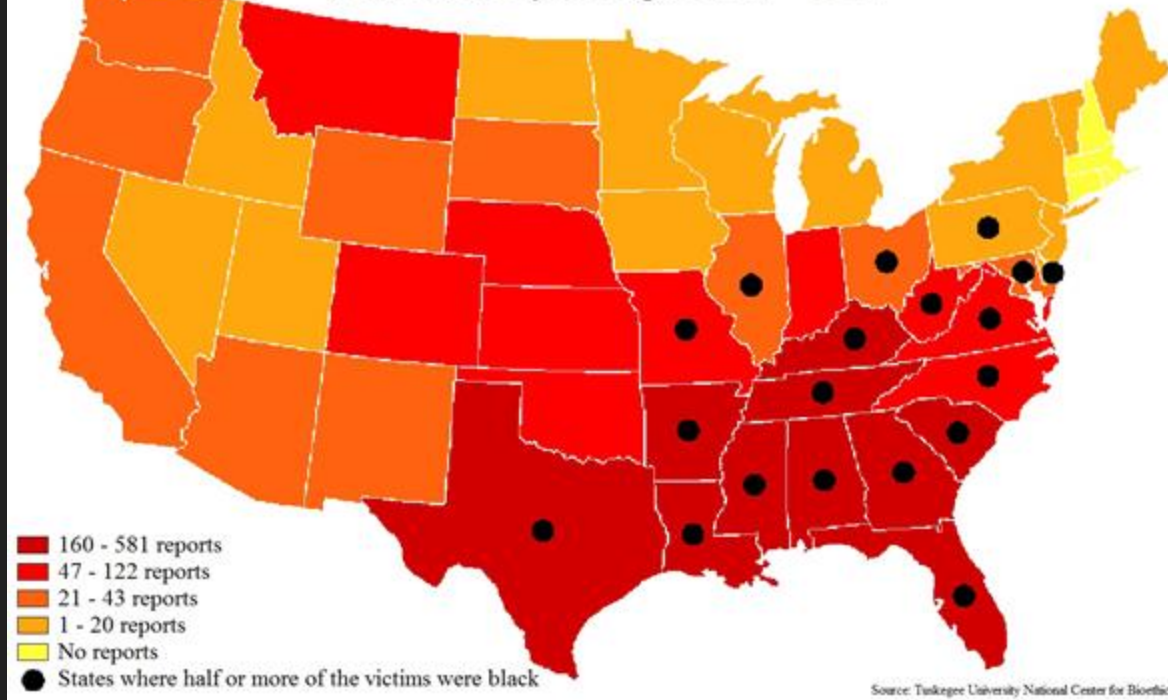 160 - 581 reports
47 - 122 reports
21 - 43 reports
1 - 20 reports
No reports
States where half or more of the victims were black
Source: Tuskegee University National Center for